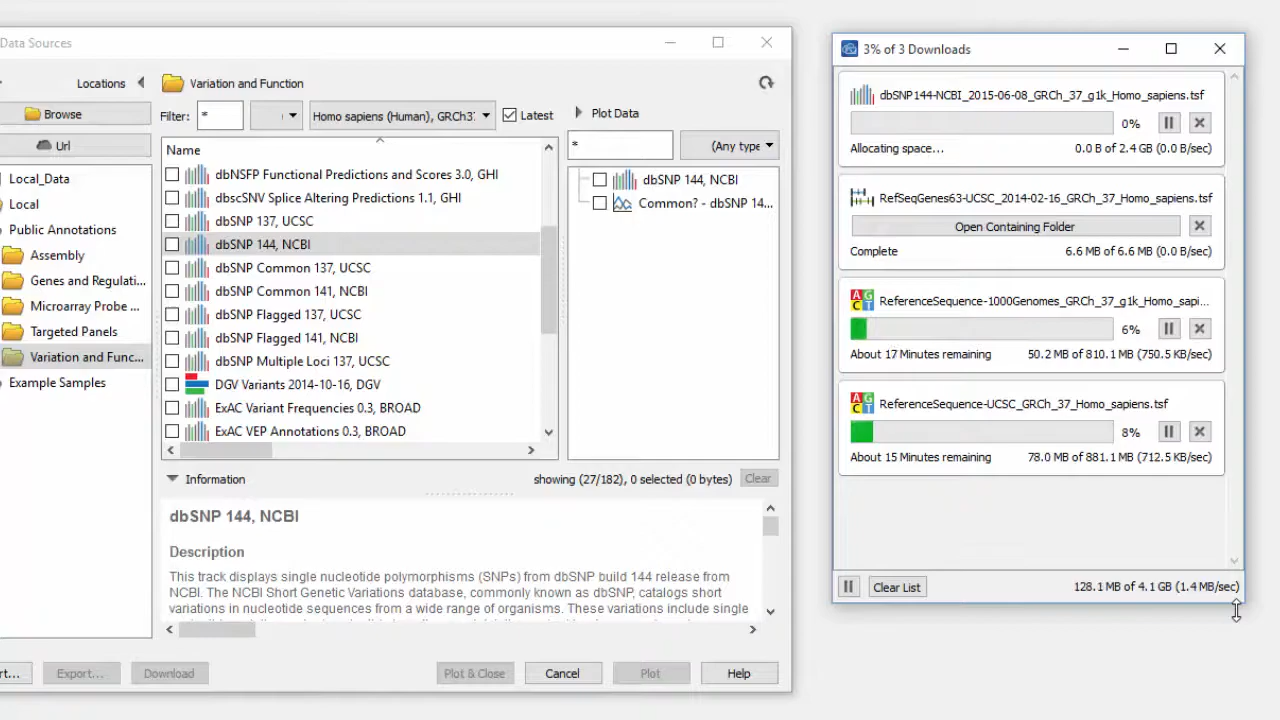 Data Sources
Locations
Browse
Url
Local_Data
Local
Public Annotations
Assembly
Genes and Regulati...
Microarray Probe ...
Targeted Panels
Variation and Func...
Example Samples
Variation and Function
Filter: *
Homo sapiens (Human), GRCh37
Latest
Name
dbNSFP Functional Predictions and Scores 3.0, GHI
dbscSNV Splice Altering Predictions 1.1, GHI
dbSNP 137, UCSC
dbSNP 144, NCBI
dbSNP Common 137, UCSC
dbSNP Common 141, NCBI
dbSNP Flagged 137, UCSC
dbSNP Flagged 141, NCBI
dbSNP Multiple Loci 137, UCSC
DGV Variants 2014-10-16, DGV
ExAC Variant Frequencies 0.3, BROAD
ExAC VEP Annotations 0.3, BROAD
Plot Data
*
(Any type
dbSNP 144, NCBI
Common? - dbSNP 14...
Information
showing (27/182), 0 selected (0 bytes)
Clear
dbSNP 144, NCBI
Description
This track displays single nucleotide polymorphisms (SNPs) from dbSNP build 144 release from
NCBI. The NCBI Short Genetic Variations database, commonly known as dbSNP, catalogs short
variations in nucleotide sequences from a wide range of organisms. These variations include single
rt...
Export...
Download
Plot & Close
Cancel
Plot
Help
3% of 3 Downloads
dbSNP144-NCBI_2015-06-08_GRCh_37_g1k_Homo_sapiens.tsf
0%
Allocating space...
0.0 B of 2.4 GB (0.0 B/sec)
RefSeqGenes63-UCSC_2014-02-16_GRCh_37_Homo_sapiens.tsf
Open Containing Folder
Complete
6.6 MB of 6.6 MB (0.0 B/sec)
ReferenceSequence-1000Genomes_GRCh_37_g1k_Homo_sapi...
6%
About 17 Minutes remaining
50.2 MB of 810.1 MB (750.5 KB/sec)
ReferenceSequence-UCSC_GRCh_37_Homo_sapiens.tsf
8%
About 15 Minutes remaining
78.0 MB of 881.1 MB (712.5 KB/sec)
Clear List
128.1 MB of 4.1 GB (1.4 MB/sec)